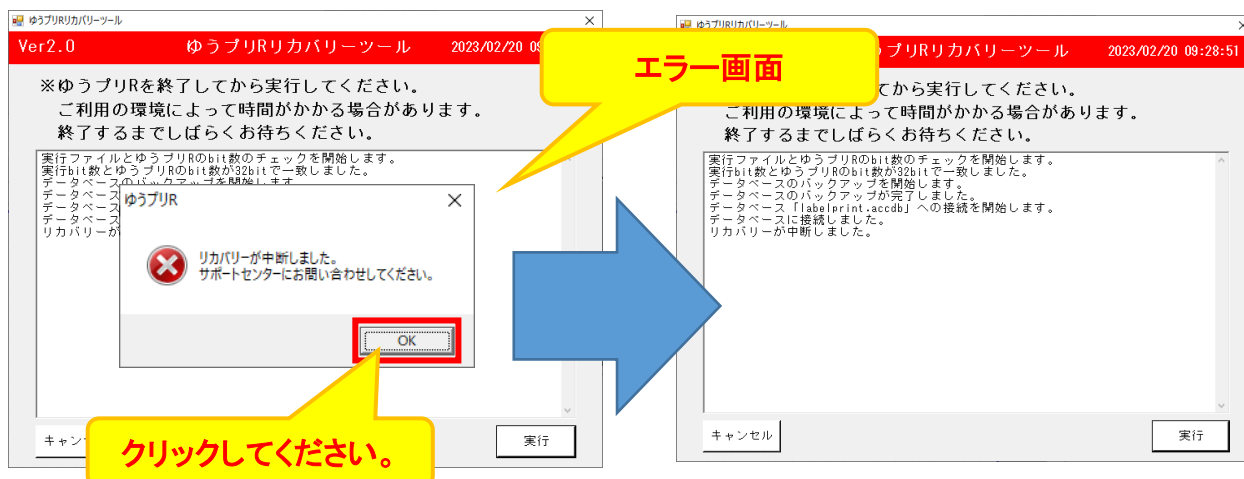 ゆうプリRリカバリーツール
Ver2.0 ゆうプリRリカバリーツール 2023/02/20
※ゆうプリRを終了してから実行してください。
ご利用の環境によって時間がかかる場合があります。
終了するまでしばらくお待ちください。
実行ファイルとゆうプリRのbit数のチェックを開始します。
実行bit数とゆうプリRのbit数が32bitで一致しました。
データベースのバックアップを開始します
データベース
データベース
データベース
リカバリーが
ゆうプリR
リカバリーが中断しました。
サポートセンターにお問い合わせしてください。
OK
キャン
実行
クリックしてください。
エラー画面
ゆうプリRリカバリーツール
うプリRリカバリーツール 2023/02/20 09:28:51
てから実行してください。
ご利用の環境によって時間がかかる場合があります。
終了するまでしばらくお待ちください。
実行ファイルとゆうプリRのbit数のチェックを開始します。
実行bit数とゆうプリRのbit数が32bitで一致しました。
データベースのバックアップを開始します。
データベースのバックアップが完了しました。
データベース「labelprint.accdb」への接続を開始します。
データベースに接続しました。
リカバリーが中断しました。
キャンセル
実行